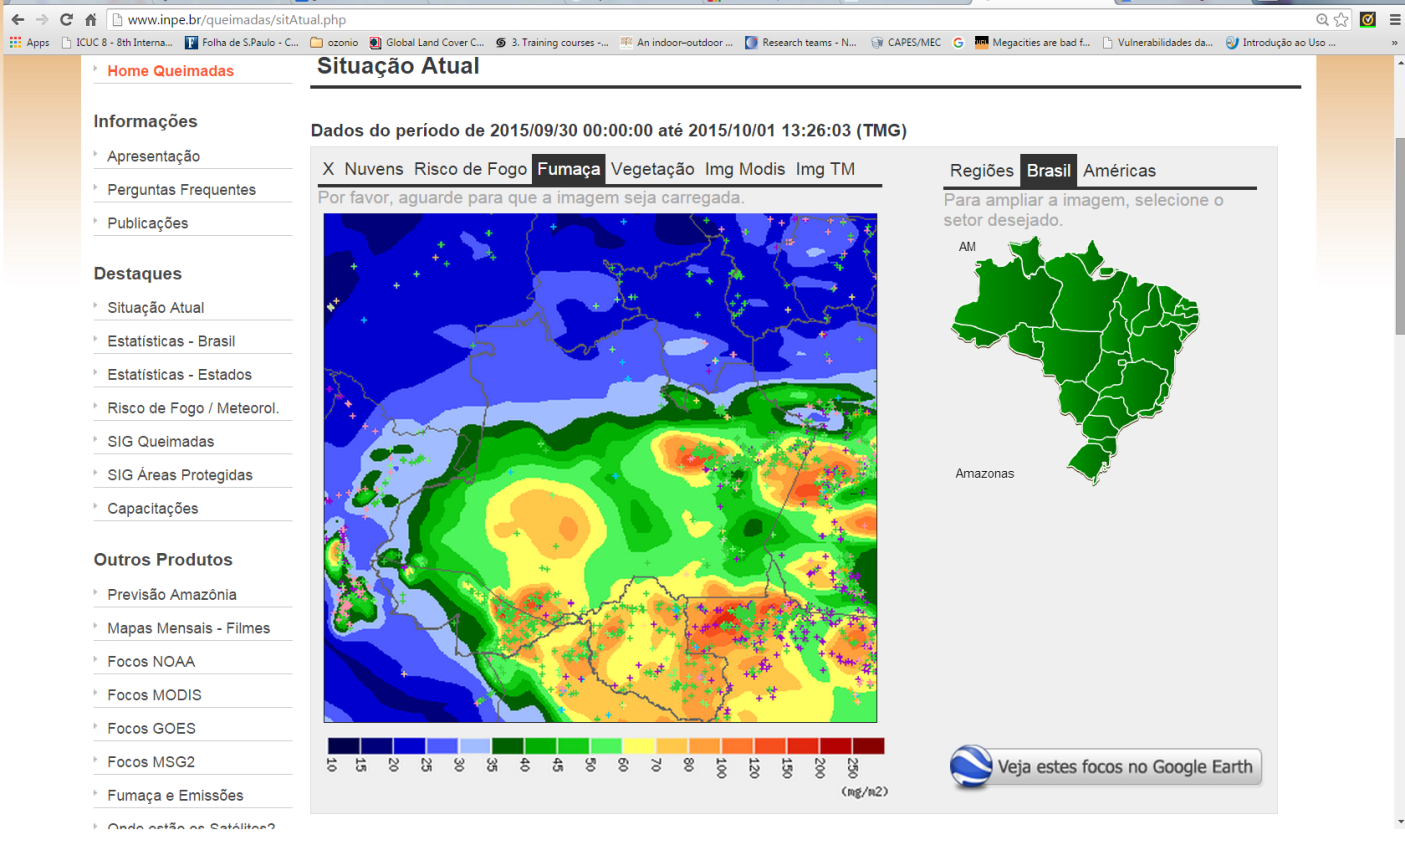 www.inpe.br/queimadas/sitAtual.php
Apps ICUC 8 - 8th Interna... Folha de S.Paulo - C... ozonio Global Land Cover C... 3. Training courses -... An indoor–outdoor ... Research teams - N... CAPES/MEC Megacities are bad f... Vulnerabilidades da... Introdução ao Uso ... »
Home Queimadas
Informações
Apresentação
Perguntas Frequentes
Publicações
Destaques
Situação Atual
Estatísticas - Brasil
Estatísticas - Estados
Risco de Fogo / Meteorol.
SIG Queimadas
SIG Áreas Protegidas
Capacitações
Outros Produtos
Previsão Amazônia
Mapas Mensais - Filmes
Focos NOAA
Focos MODIS
Focos GOES
Focos MSG2
Fumaça e Emissões
Onde estão os Satélites?
Situação Atual
Dados do período de 2015/09/30 00:00:00 até 2015/10/01 13:26:03 (TMG)
X Nuvens Risco de Fogo Fumaça Vegetação Img Modis Img TM
Por favor, aguarde para que a imagem seja carregada.
10 15 20 25 30 35 40 45 50 60 70 80 100 120 150 200 250
(mg/m2)
Regiões Brasil Américas
Para ampliar a imagem, selecione o
setor desejado.
AM
Amazonas
Veja estes focos no Google Earth